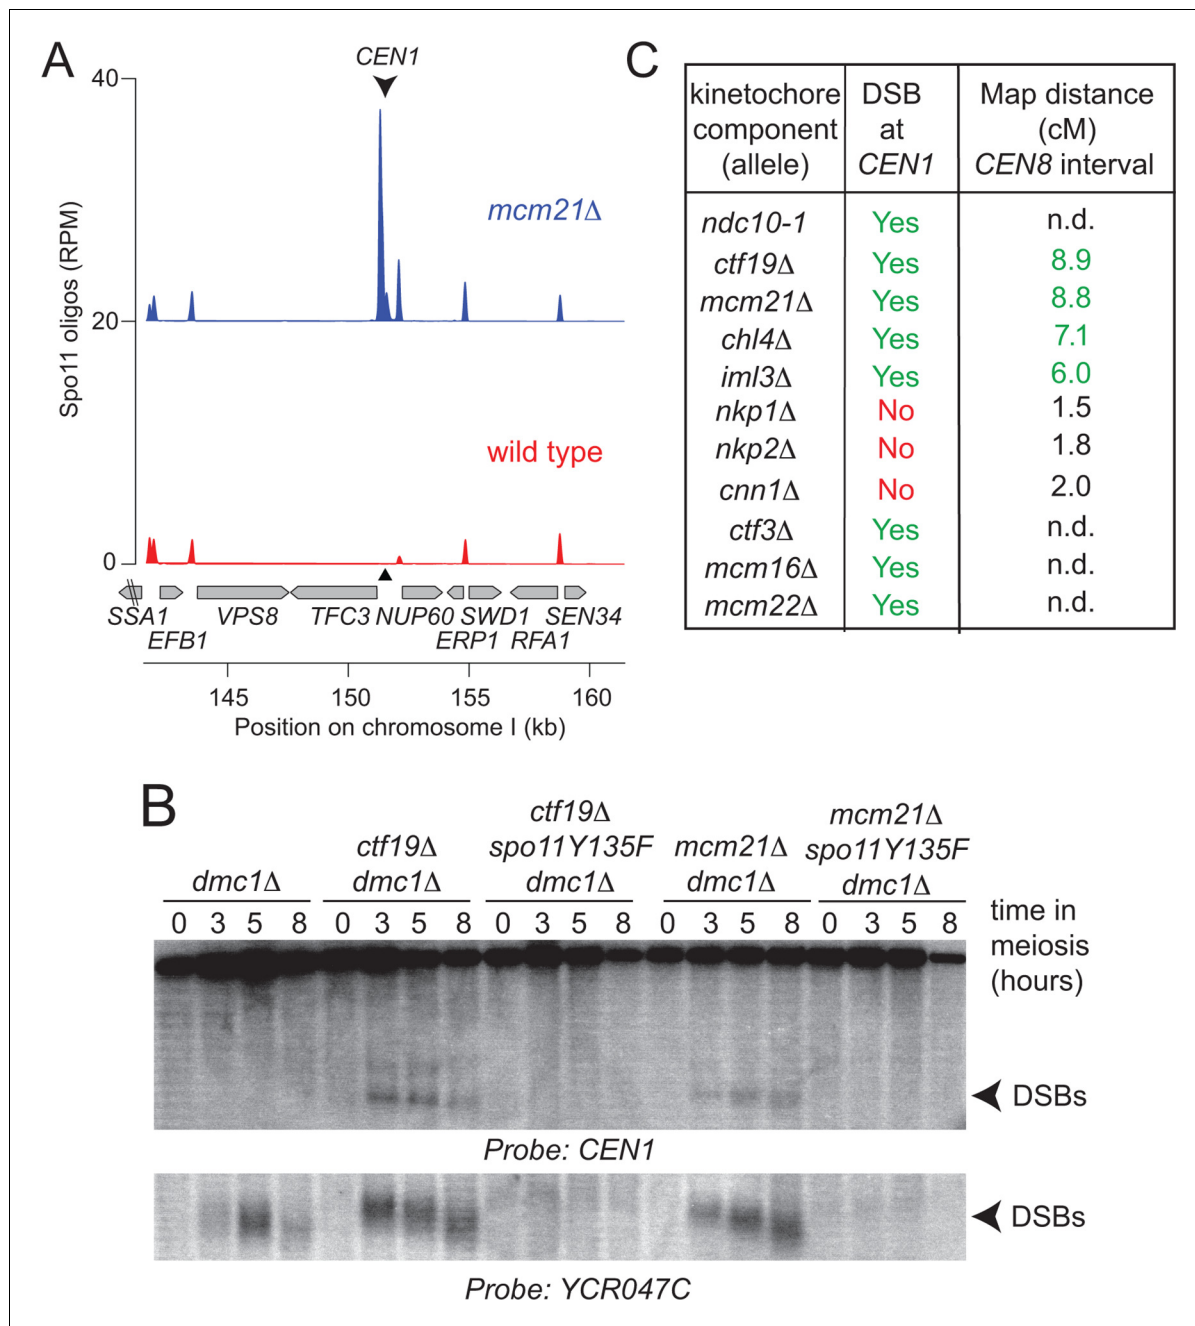 A
CEN1
40
mcm21Δ
Spo11 oligos (RPM)
20
wild type
0
SSA1 VPS8 TFC3 NUP60 SWD1 SEN34
EFB1 ERP1 RFA1
145 150 155 160
Position on chromosome I (kb)
C
kinetochore component (allele) DSB at CEN1 Map distance (cM) CEN8 interval
ndc10-1 Yes n.d.
ctf19Δ Yes 8.9
mcm21Δ Yes 8.8
chl4Δ Yes 7.1
iml3Δ Yes 6.0
nkp1Δ No 1.5
nkp2Δ No 1.8
cnn1Δ No 2.0
ctf3Δ Yes n.d.
mcm16Δ Yes n.d.
mcm22Δ Yes n.d.
B
dmc1Δ
ctf19Δ
dmc1Δ
ctf19Δ
spo11Y135F
dmc1Δ
mcm21Δ
dmc1Δ
mcm21Δ
spo11Y135F
dmc1Δ
0 3 5 8 0 3 5 8 0 3 5 8 0 3 5 8 0 3 5 8
time in
meiosis
(hours)
DSBs
Probe: CEN1
DSBs
Probe: YCR047C